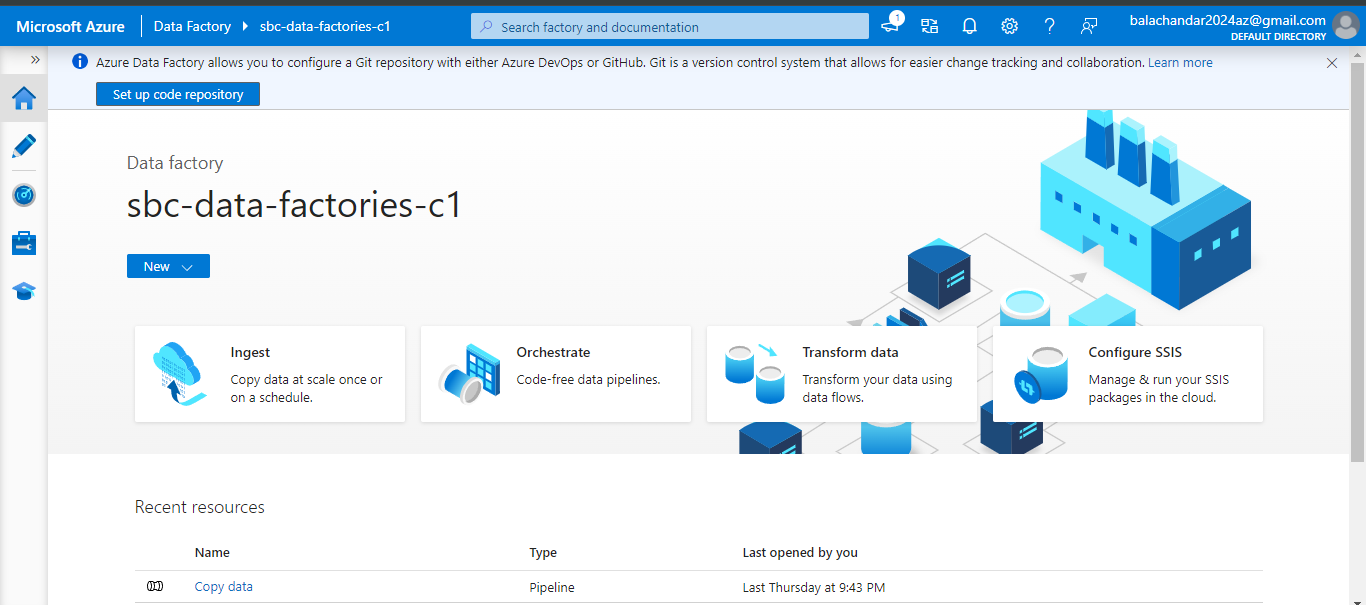 Microsoft Azure
Data Factory
sbc-data-factories-c1
Search factory and documentation
1
balachandar2024az@gmail.com
DEFAULT DIRECTORY
Azure Data Factory allows you to configure a Git repository with either Azure DevOps or GitHub. Git is a version control system that allows for easier change tracking and collaboration. Learn more
Set up code repository
Data factory
sbc-data-factories-c1
New
Ingest
Copy data at scale once or
on a schedule.
Orchestrate
Code-free data pipelines.
Transform data
Transform your data using
data flows.
Configure SSIS
Manage & run your SSIS
packages in the cloud.
Recent resources
Name Type Last opened by you
Copy data Pipeline Last Thursday at 9:43 PM